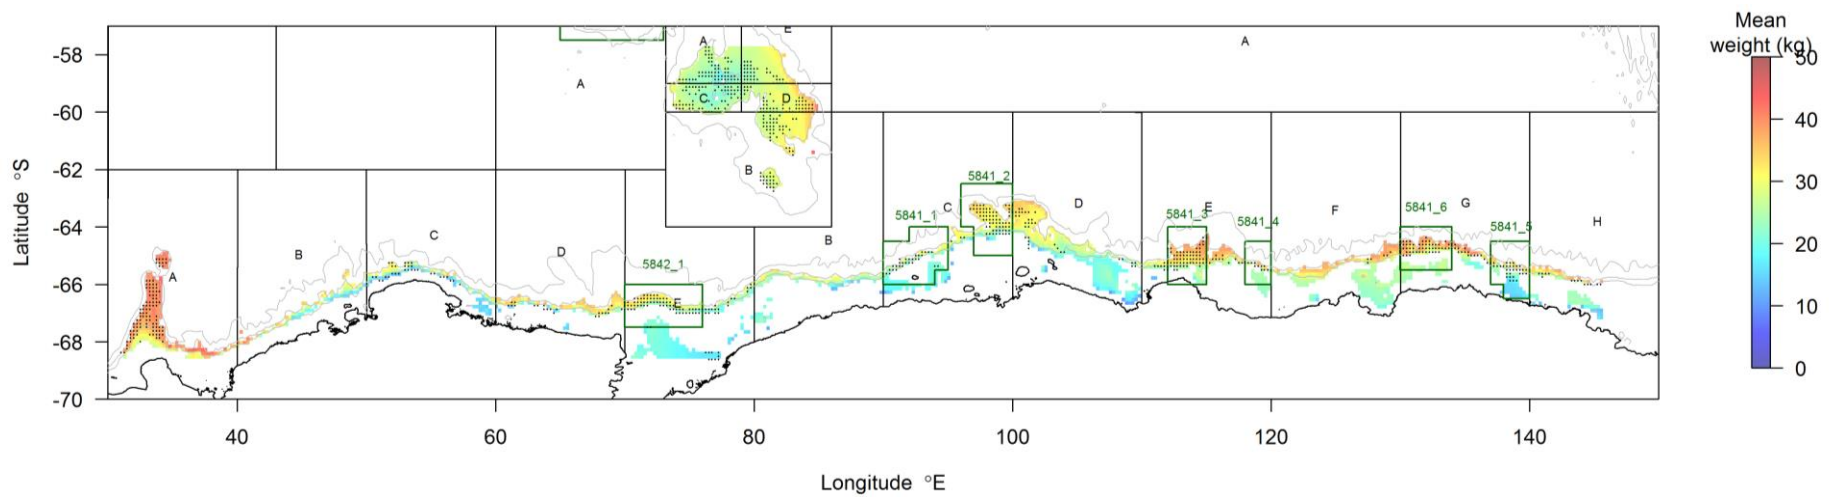 Mean
weight (kg)
50
40
30
20
10
0
Latitude °S
-58
-60
-62
-64
-66
-68
-70
A
A
E
A
C
D
B
A
A
B
C
D
5842_1
E
B
5841_1
C
5841_2
D
5841_3
E
5841_4
F
5841_6
G
5841_5
H
40
60
80
100
120
140
Longitude °E